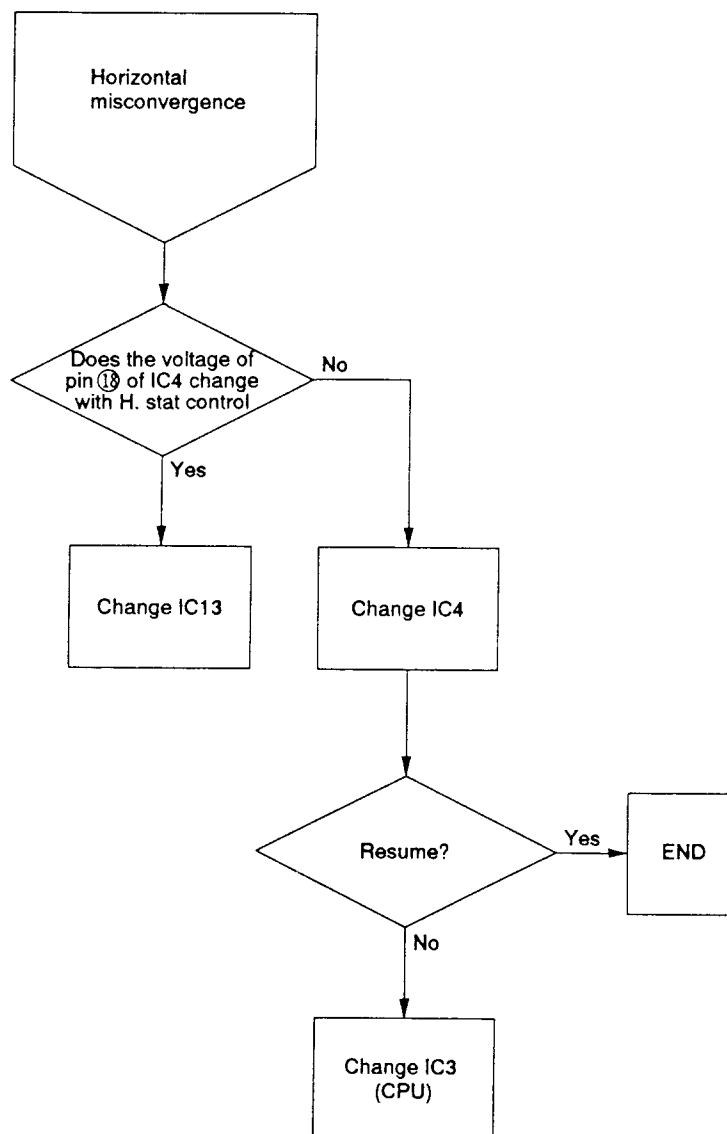 Horizontal
misconvergence
Does the voltage of
pin ⑱ of IC4 change
with H. stat control
No
Yes
Change IC13
Change IC4
Resume?
Yes
END
No
Change IC3
(CPU)